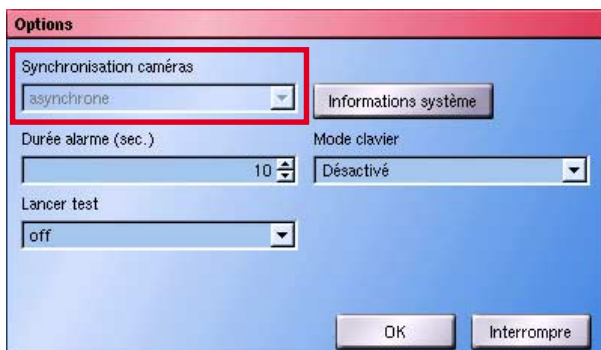 Options
Synchronisation caméras
asynchrone
Informations système
Durée alarme (sec.)
Mode clavier
10
Désactivé
Lancer test
off
OK
Interrompre